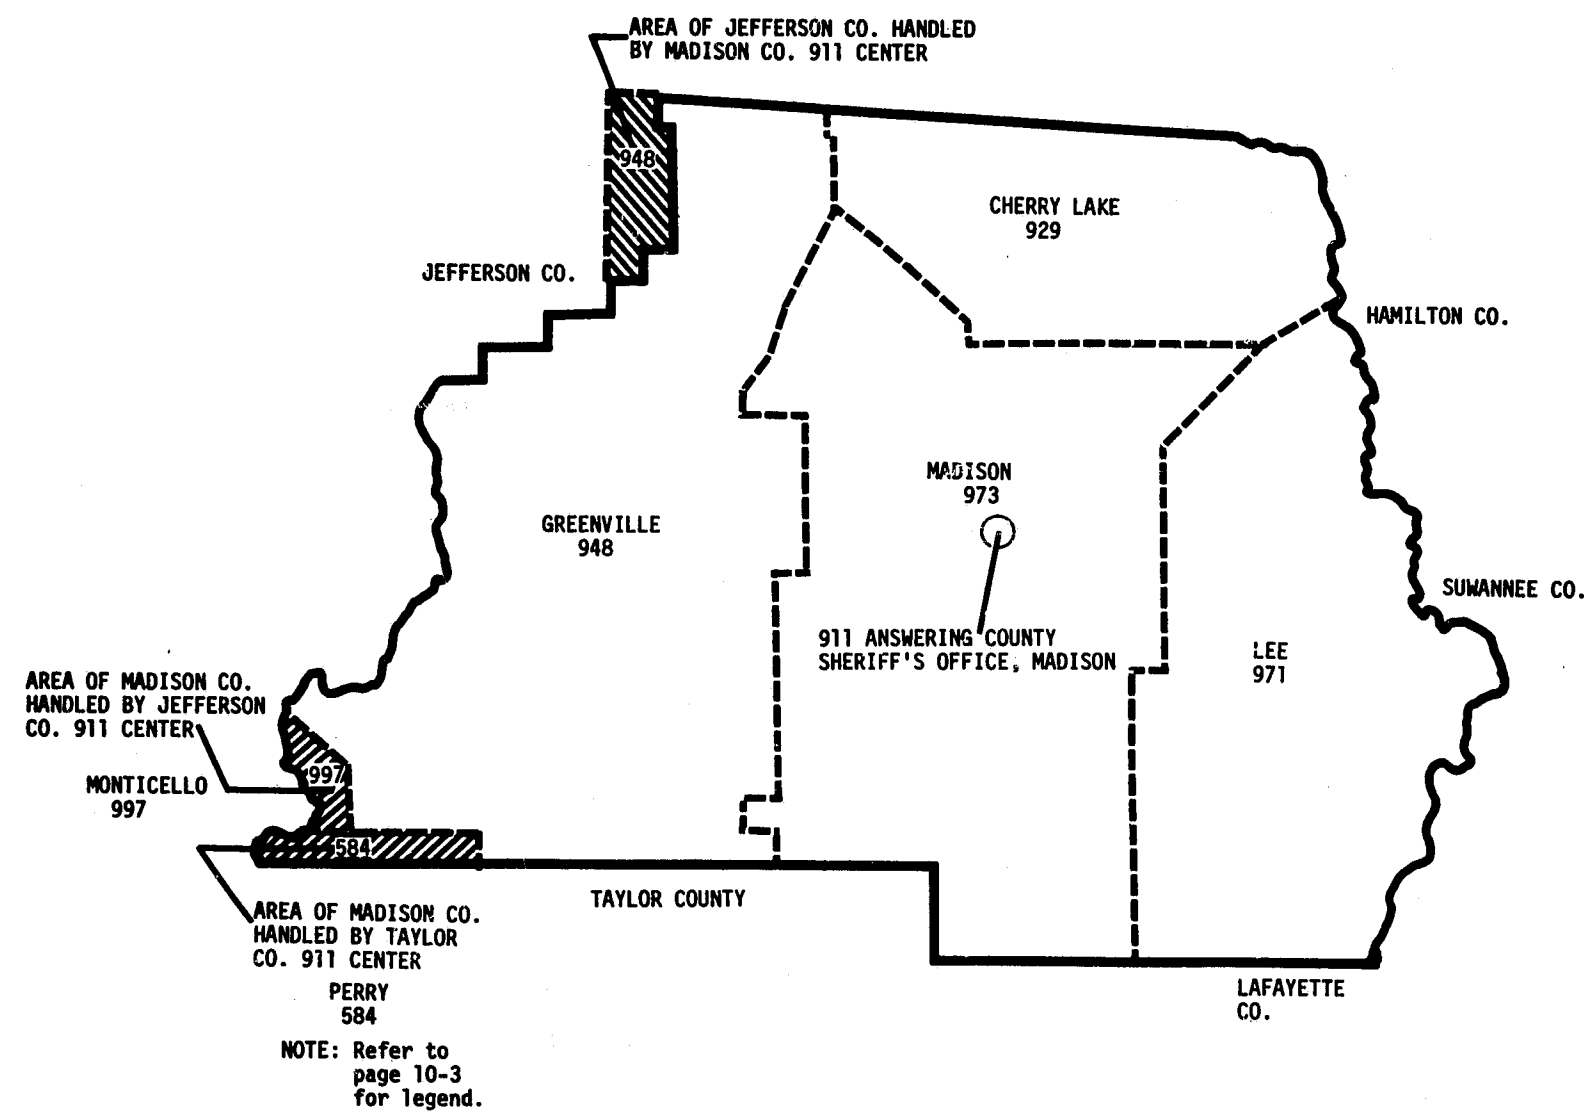 AREA OF JEFFERSON CO. HANDLED
BY MADISON CO. 911 CENTER
948
CHERRY LAKE
929
JEFFERSON CO.
HAMILTON CO.
MADISON
973
GREENVILLE
948
SUWANNEE CO.
911 ANSWERING COUNTY
SHERIFF'S OFFICE, MADISON
LEE
971
AREA OF MADISON CO.
HANDLED BY JEFFERSON
CO. 911 CENTER
997
MONTICELLO
997
584
TAYLOR COUNTY
AREA OF MADISON CO.
HANDLED BY TAYLOR
CO. 911 CENTER
PERRY
584
LAFAYETTE
CO.
NOTE: Refer to
page 10-3
for legend.